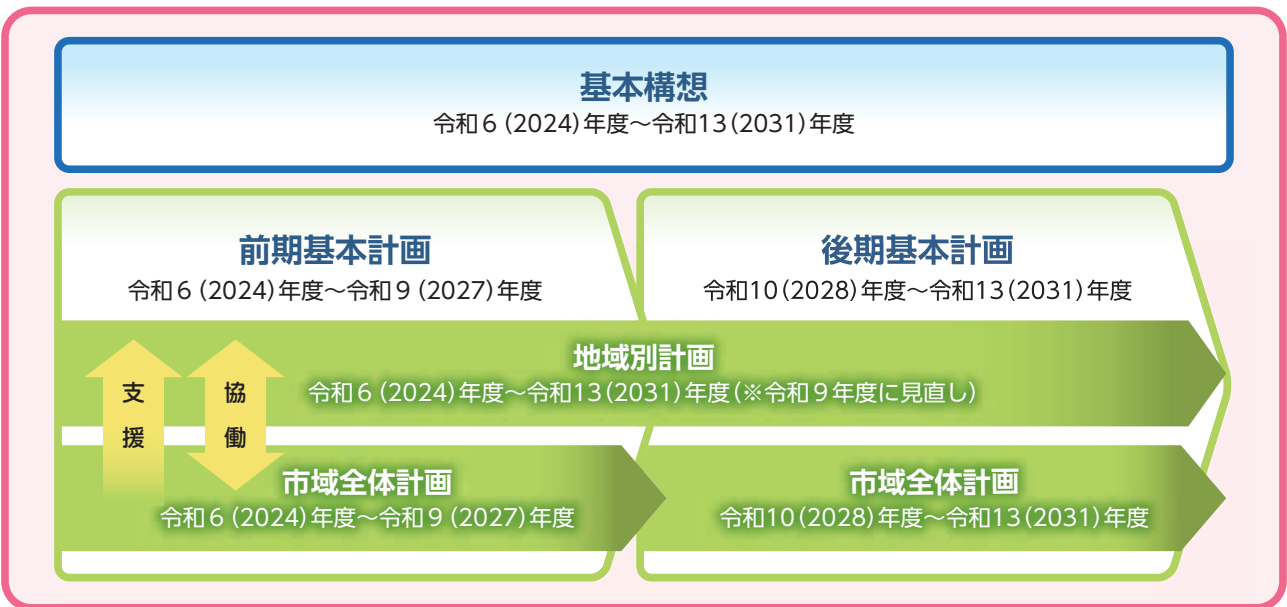 基本構想
令和6(2024)年度～令和13(2031)年度
前期基本計画
令和6(2024)年度～令和9(2027)年度
後期基本計画
令和10(2028)年度～令和13(2031)年度
地域別計画
令和6(2024)年度～令和13(2031)年度(※令和9年度に見直し)
支援
協働
市域全体計画
令和6(2024)年度～令和9(2027)年度
市域全体計画
令和10(2028)年度～令和13(2031)年度